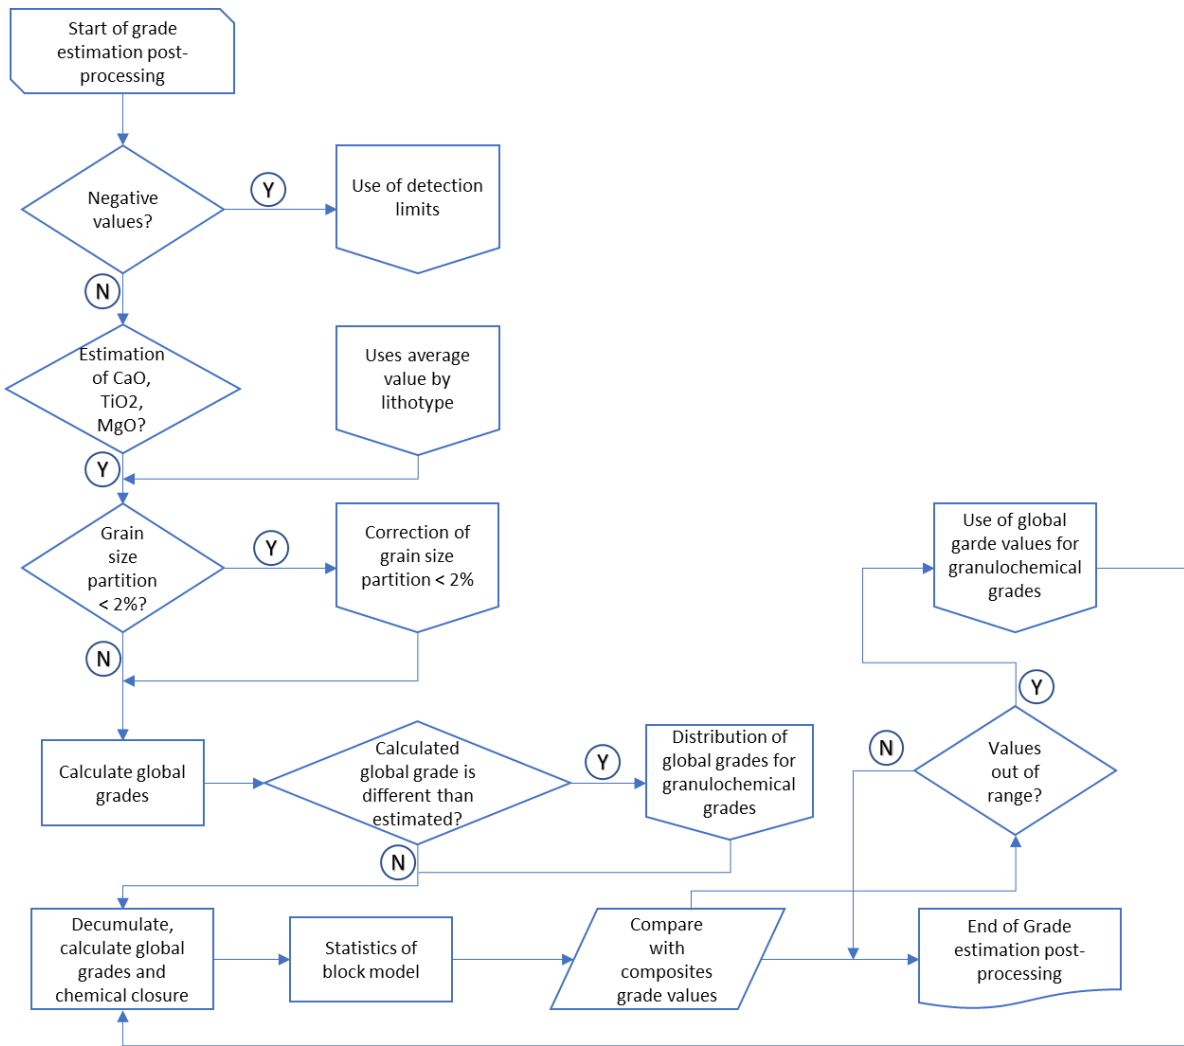 Start of grade
estimation post-
processing
Negative
values?
Y
Use of detection
limits
N
Estimation
of CaO,
TiO2,
MgO?
Uses average
value by
lithotype
Y
Grain
size
partition
< 2%?
Y
Correction of
grain size
partition < 2%
Use of global
garde values for
granulochemical
grades
N
Y
Calculate global
grades
Calculated
global grade is
different than
estimated?
Y
Distribution of
global grades for
granulochemical
grades
N
Values
out of
range?
N
Decumulate,
calculate global
grades and
chemical closure
Statistics of
block model
Compare
with
composites
grade values
End of Grade
estimation post-
processing